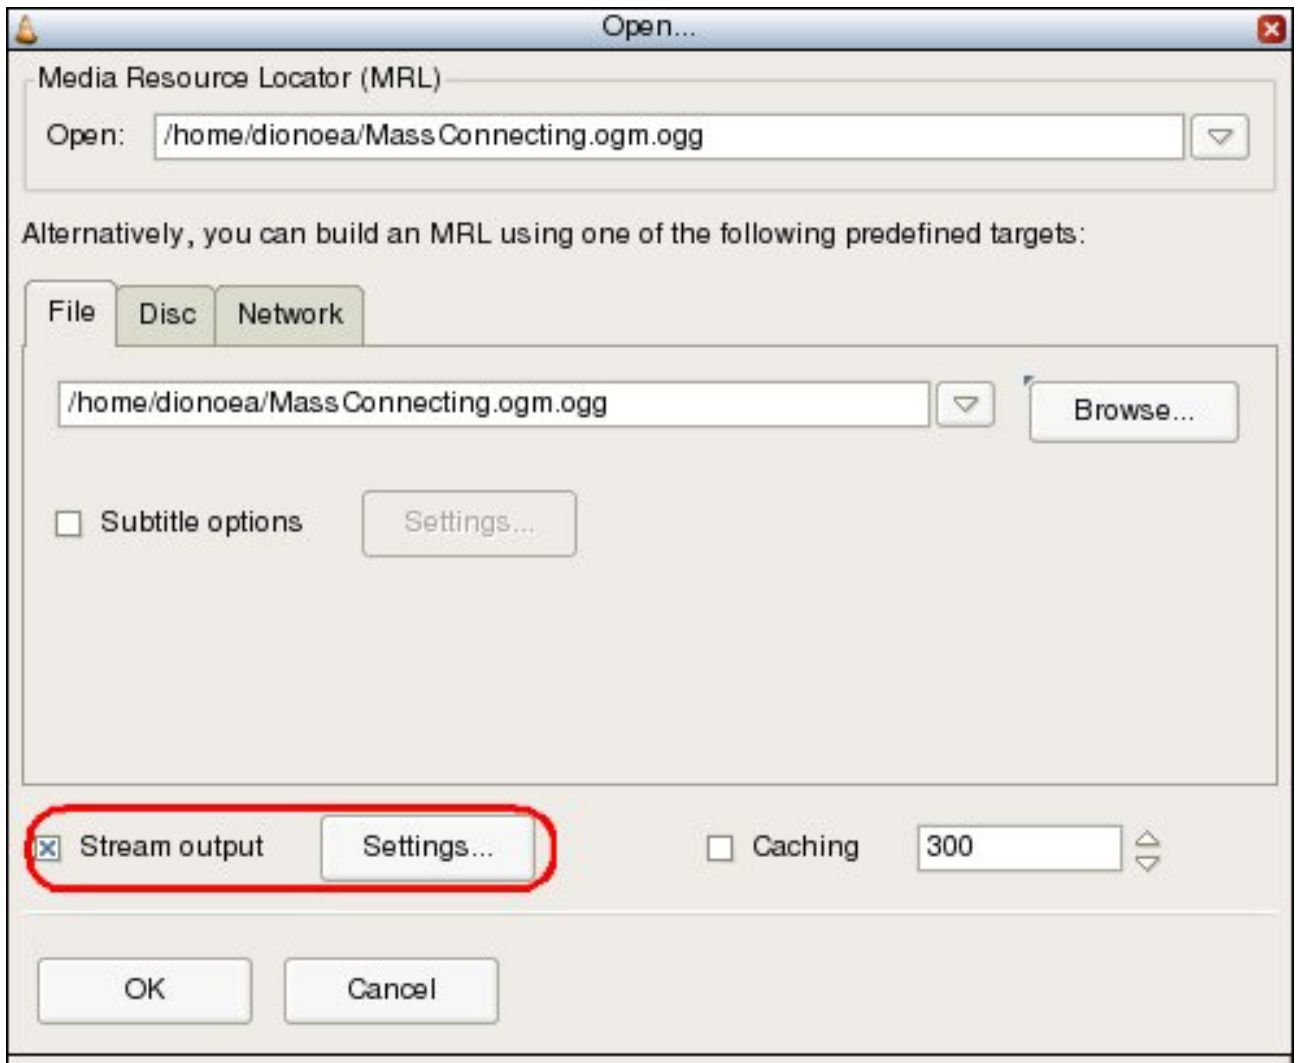 Open...
Media Resource Locator (MRL)
Open: /home/dionoea/MassConnecting.ogm.ogg
Alternatively, you can build an MRL using one of the following predefined targets:
File Disc Network
/home/dionoea/MassConnecting.ogm.ogg Browse...
Subtitle options Settings...
Stream output Settings... Caching 300
OK Cancel